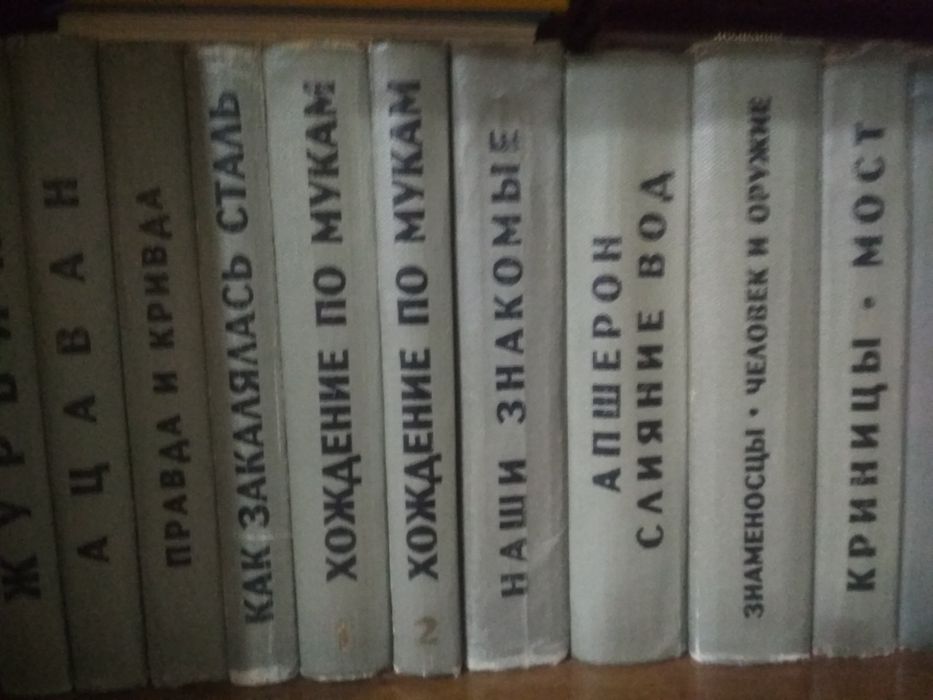 АЦАВАН
ПРАВДА И КРИВДА
КАК ЗАКАЛЯЛАСЬ СТАЛЬ
ХОЖДЕНИЕ ПО МУКАМ
1
ХОЖДЕНИЕ ПО МУКАМ
2
НАШИ ЗНАКОМЫЕ
АПШЕРОН
СЛИЯНИЕ ВОД
ЗНАМЕНОСЦЫ · ЧЕЛОВЕК И ОРУЖИЕ
КРИНИЦЫ · МОСТ